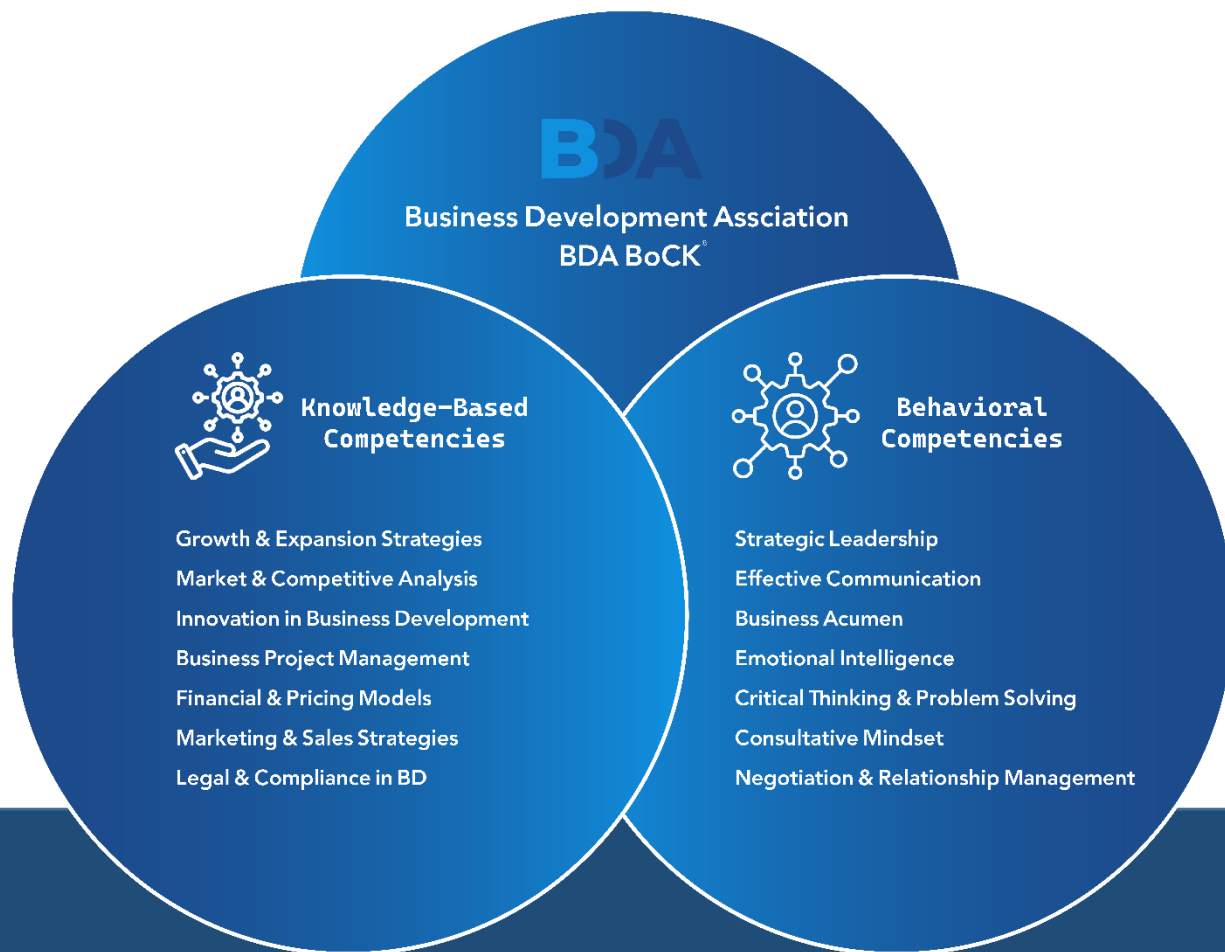 BDA
Business Development Assciation
BDA BoCK®
Knowledge-Based
Competencies
Growth & Expansion Strategies
Market & Competitive Analysis
Innovation in Business Development
Business Project Management
Financial & Pricing Models
Marketing & Sales Strategies
Legal & Compliance in BD
Behavioral
Competencies
Strategic Leadership
Effective Communication
Business Acumen
Emotional Intelligence
Critical Thinking & Problem Solving
Consultative Mindset
Negotiation & Relationship Management